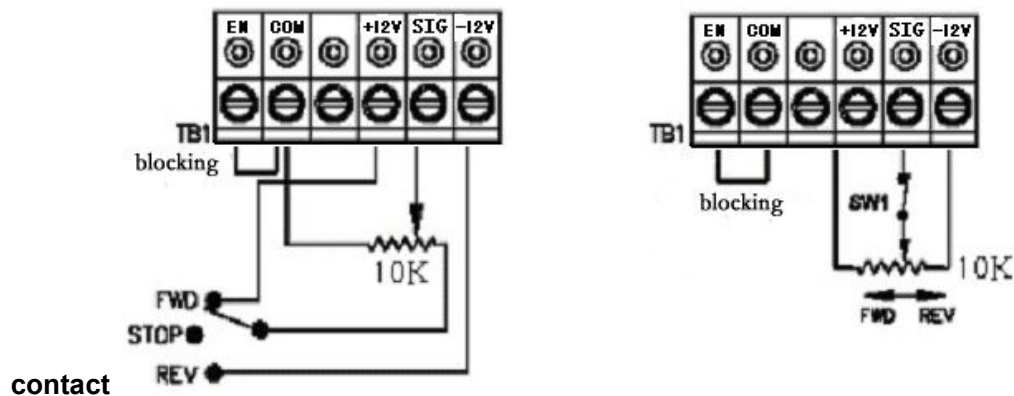 EN COM +12V SIG -12V
TB1
blocking
10K
FWD
STOP
REV
contact
EN COM +12V SIG -12V
TB1
blocking
SW1
10K
FWD REV